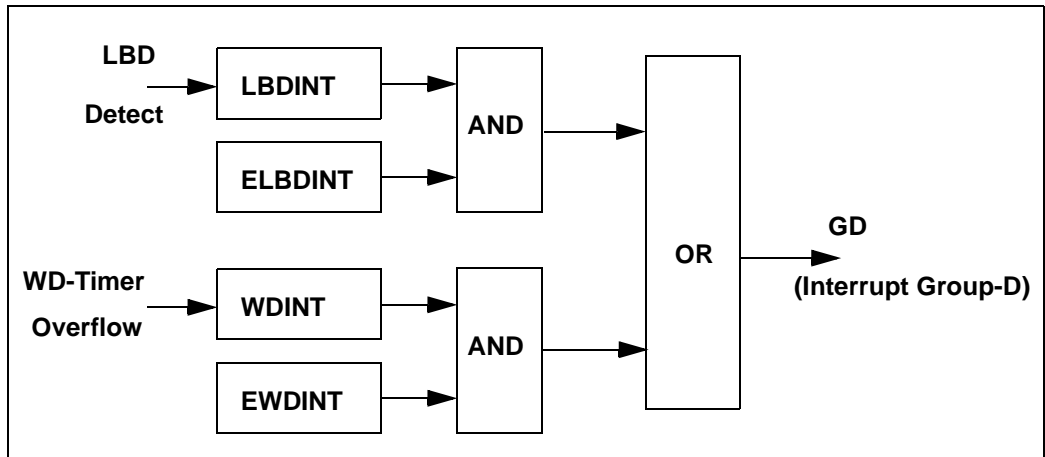 LBD
Detect
LBDINT
ELBDINT
AND
WD-Timer
Overflow
WDINT
EWDINT
AND
OR
GD
(Interrupt Group-D)